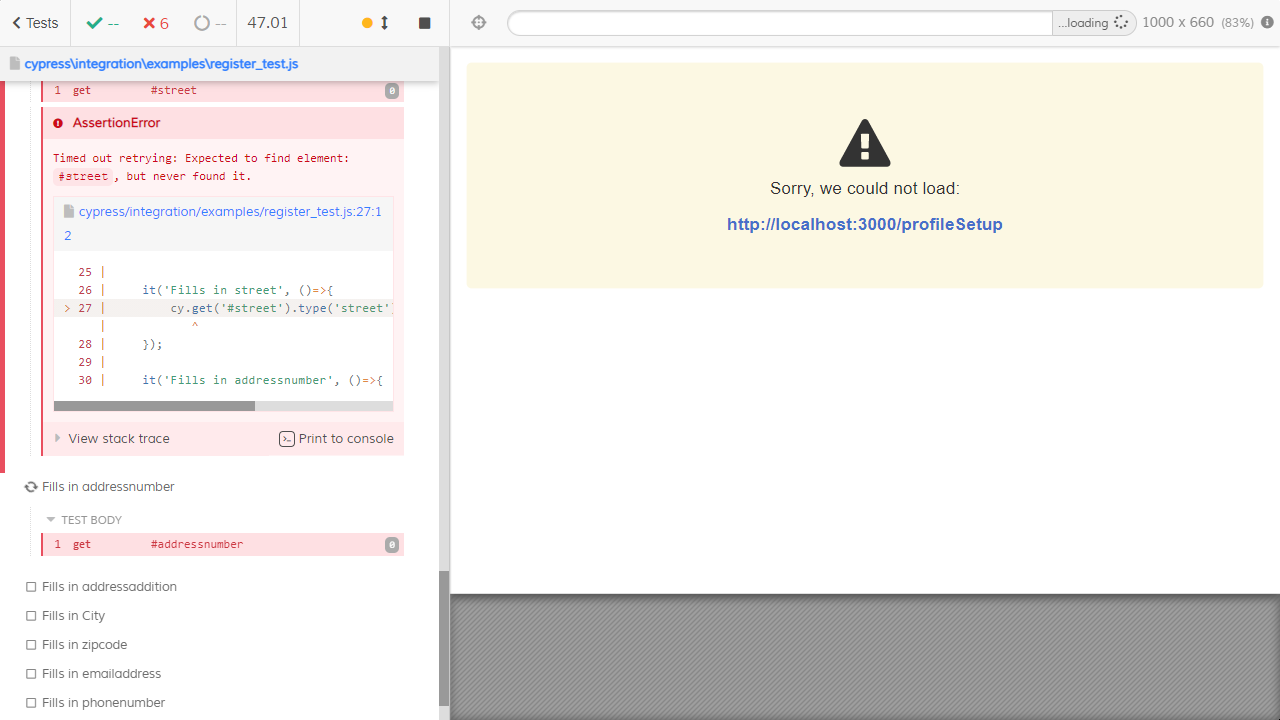 Tests -- 6 -- 47.01 ...loading 1000 x 660 (83%)
cypress\integration\examples\register_test.js
1 get #street 0
AssertionError
Timed out retrying: Expected to find element:
#street, but never found it.
cypress/integration/examples/register_test.js:27:1
2
25 |
26 | it('Fills in street', ()=>{
> 27 | cy.get('#street').type('street')
| ^
28 | });
29 |
30 | it('Fills in addressnumber', ()=>{
View stack trace Print to console
Fills in addressnumber
TEST BODY
1 get #addressnumber 0
Fills in addressaddition
Fills in City
Fills in zipcode
Fills in emailaddress
Fills in phonenumber
Sorry, we could not load:
http://localhost:3000/profileSetup